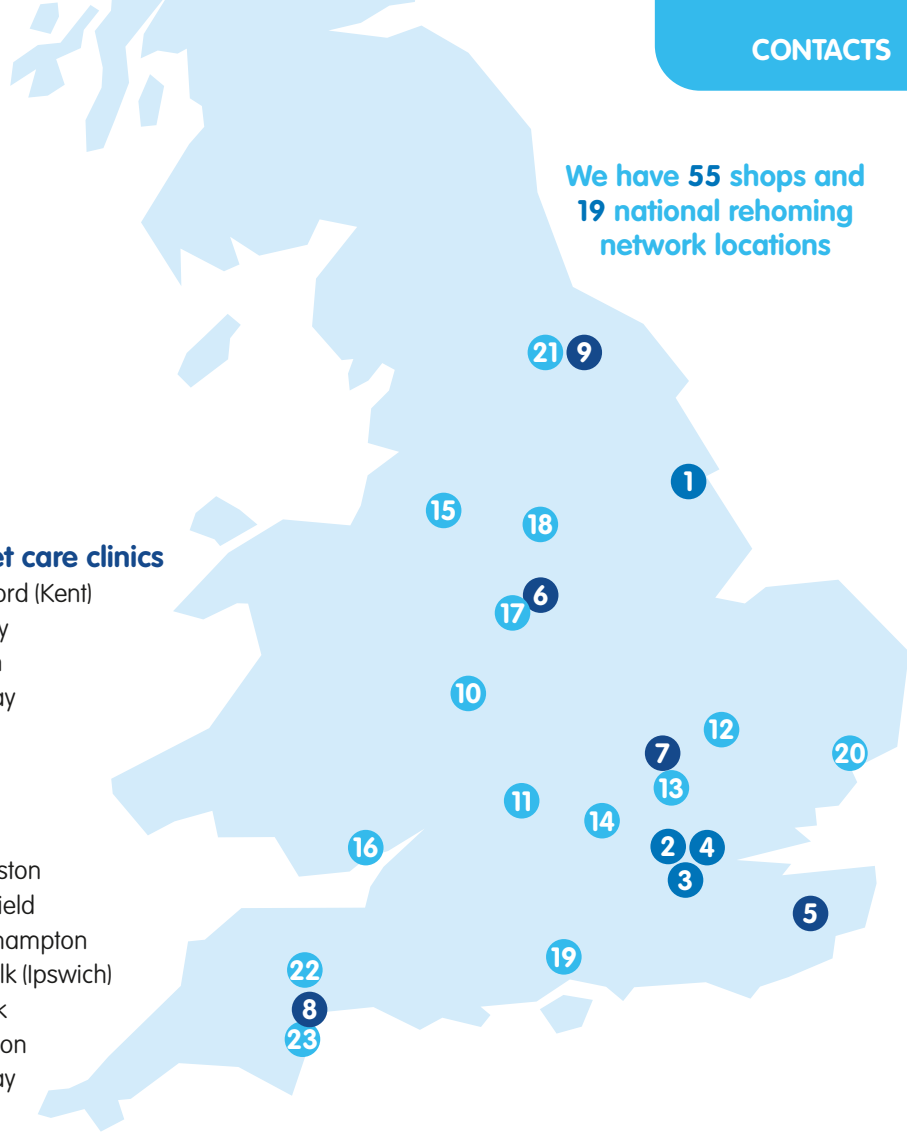 CONTACTS
We have 55 shops and
19 national rehoming
network locations
21 9
1
15
18
et care clinics
ord (Kent)
y
ay
6
17
10
12
7
20
13
11
14
16
2 4
3
5
ston
ield
hampton
lk (Ipswich)
k
on
ay
19
22
8
23